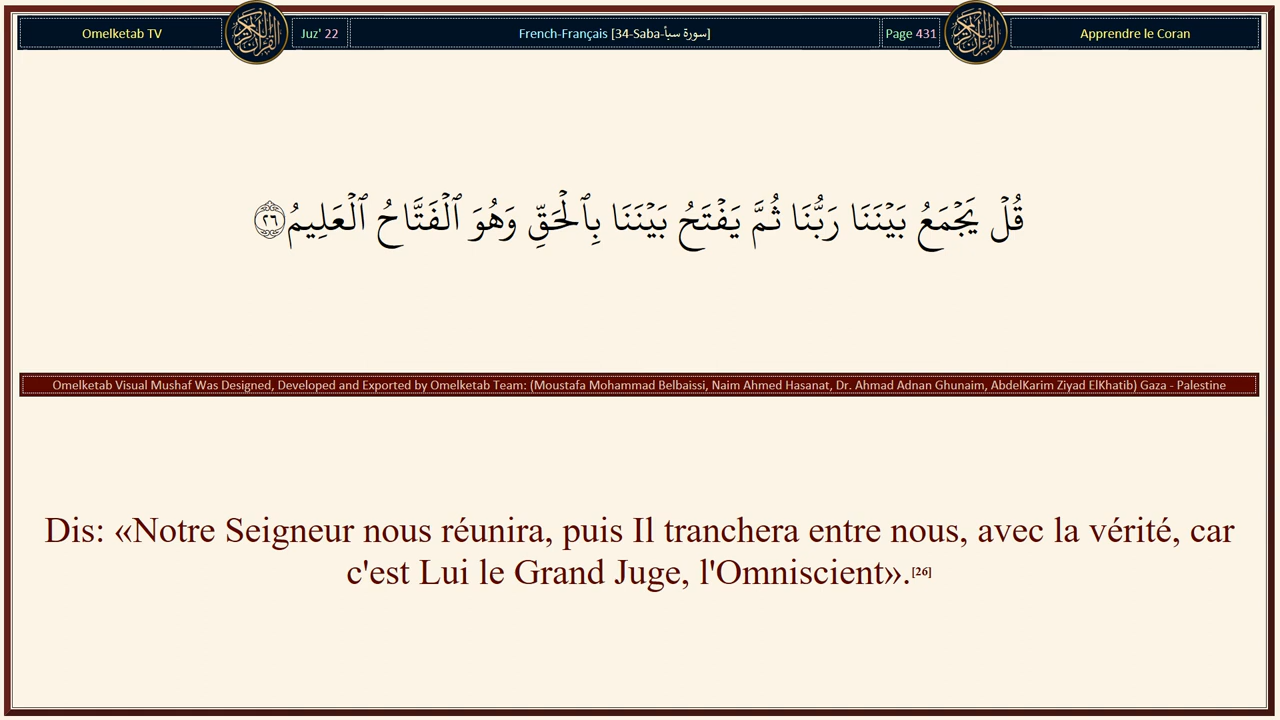 Omelketab TV
Juz' 22
French-Français [34-Saba-سورة سبأ]
Page 431
Apprendre le Coran
قُلۡ يَجۡمَعُ بَيۡنَنَا رَبُّنَا ثُمَّ يَفۡتَحُ بَيۡنَنَا بِٱلۡحَقِّ وَهُوَ ٱلۡفَتَّاحُ ٱلۡعَلِيمُ ٢٦
Omelketab Visual Mushaf Was Designed, Developed and Exported by Omelketab Team: (Moustafa Mohammad Belbaissi, Naim Ahmed Hasanat, Dr. Ahmad Adnan Ghunaim, AbdelKarim Ziyad ElKhatib) Gaza - Palestine
Dis: «Notre Seigneur nous réunira, puis Il tranchera entre nous, avec la vérité, car
c'est Lui le Grand Juge, l'Omniscient».[26]